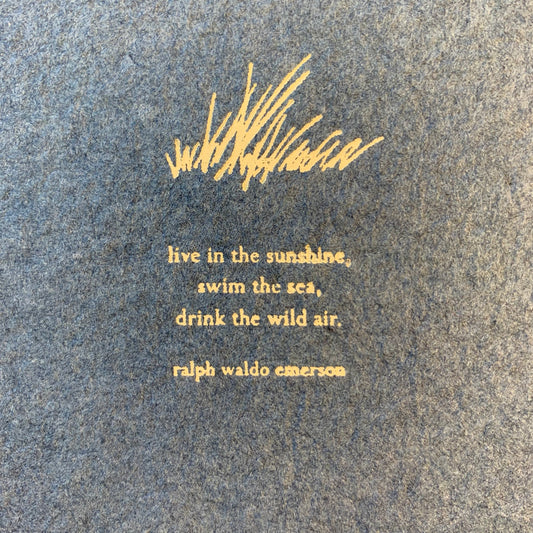 live in the sunshine,
swim the sea,
drink the wild air.
ralph waldo emerson